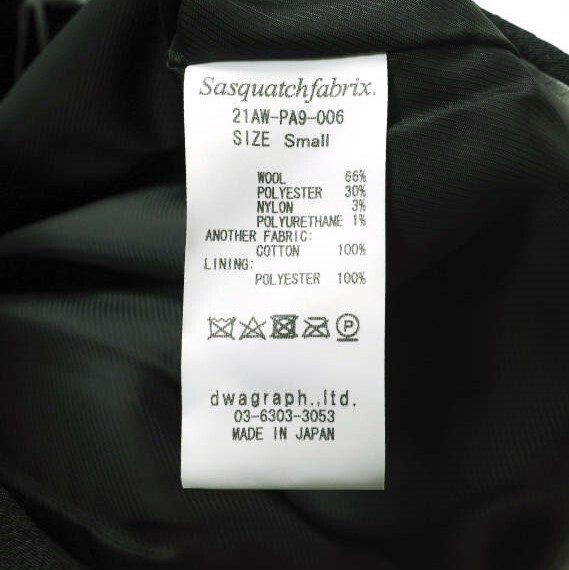 Sasquatchfabrix.
21AW-PA9-006
SIZE Small
WOOL 66%
POLYESTER 30%
NYLON 3%
POLYURETHANE 1%
ANOTHER FABRIC:
COTTON 100%
LINING:
POLYESTER 100%
P
dwagraph.,ltd.
03-6303-3053
MADE IN JAPAN